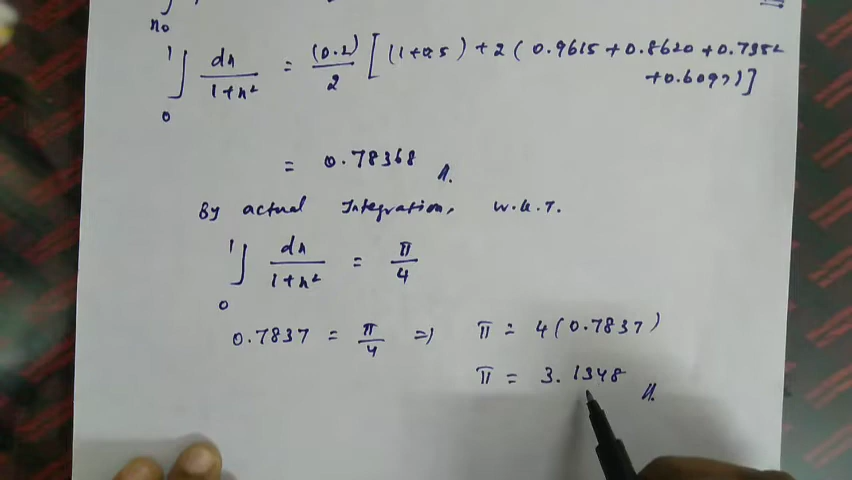 n₀
∫₀¹ dx/1+x² = (0.2)/2 [(1+0.5) + 2(0.9615+0.8620+0.7352
+0.6097)]
= 0.78368
By actual Integration, W.K.T.
∫₀¹ dx/1+x² = π/4
0.7837 = π/4 ⇒ π = 4(0.7837)
π = 3.1348